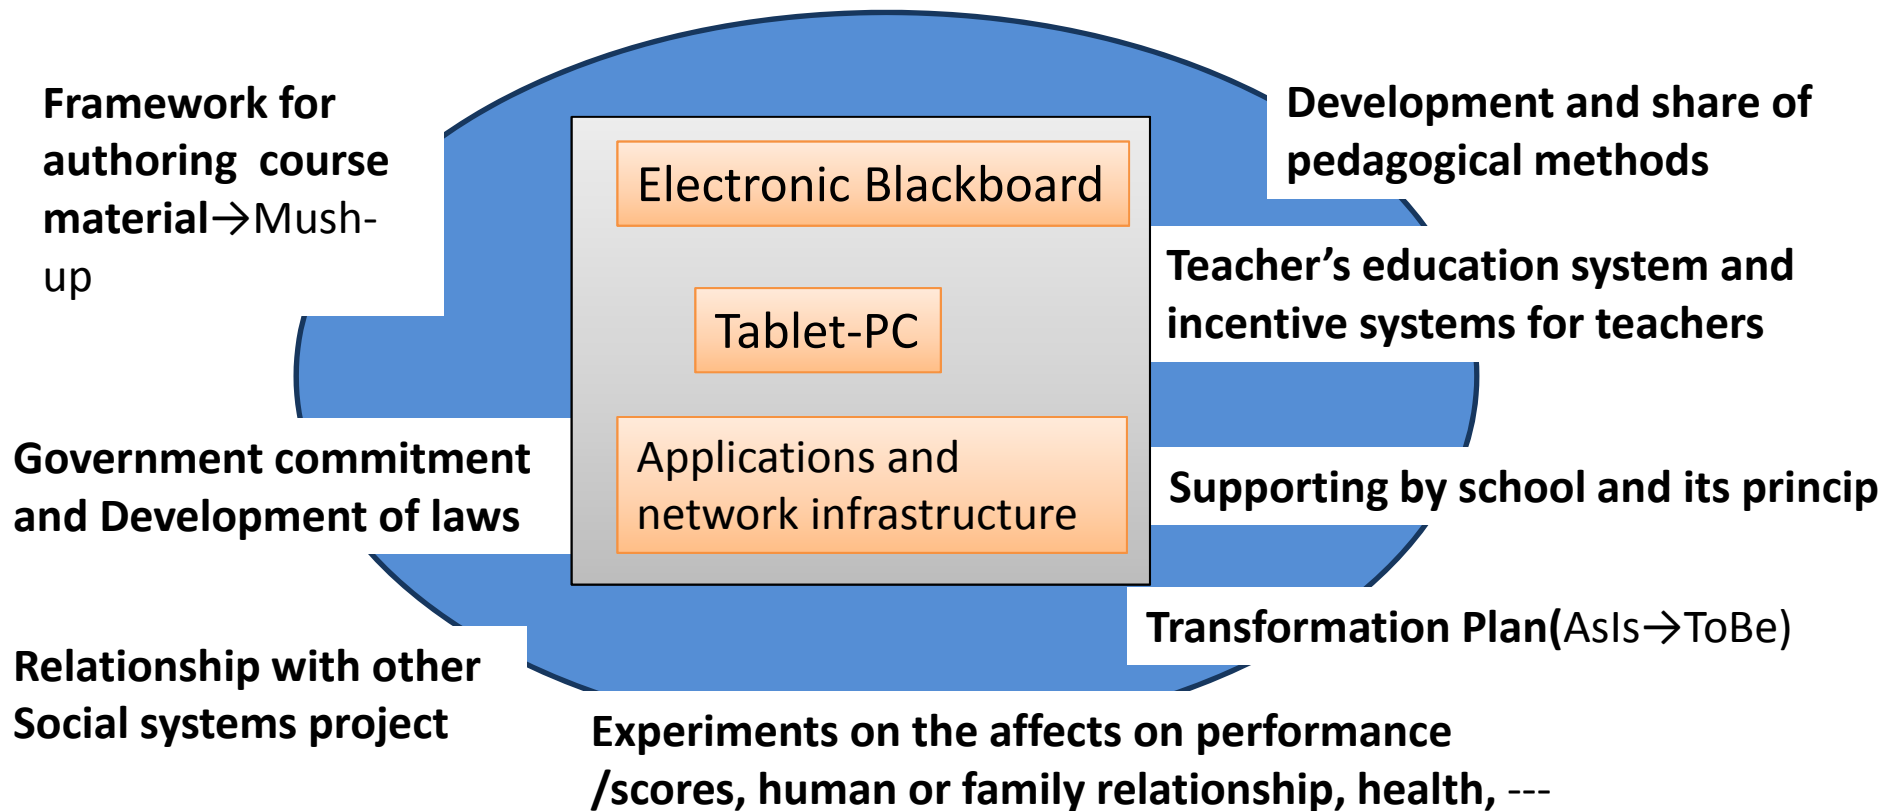 Framework for
authoring course
material→Mush-
up
Government commitment
and Development of laws
Relationship with other
Social systems project
Electronic Blackboard
Tablet-PC
Applications and
network infrastructure
Development and share of
pedagogical methods
Teacher’s education system and
incentive systems for teachers
Supporting by school and its princip
Transformation Plan(AsIs→ToBe)
Experiments on the affects on performance
/scores, human or family relationship, health, ---